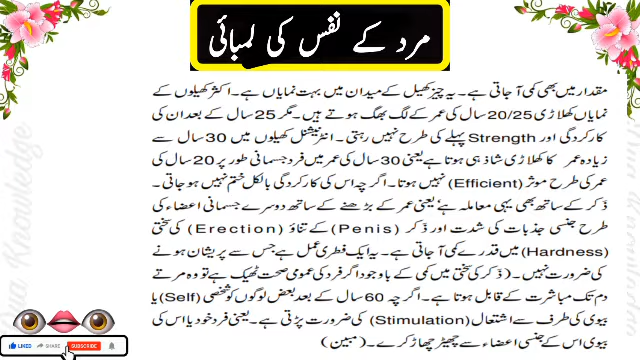 مرد کے نفس کی لمبائی
مقدار میں بھی کمی آ جاتی ہے۔ یہ چیز کھیل کے میدان میں بہت نمایاں ہے۔ اکثر کھیلوں کے
نمایاں کھلاڑی 20/25 سال کی عمر کے لگ بھگ ہوتے ہیں۔ مگر 25 سال کے بعد ان کی
کارکردگی اور Strength پہلے کی طرح نہیں رہتی۔ انٹرنیشنل کھیلوں میں 30 سال سے
زیادہ عمر کا کھلاڑی شاذ ہی ہوتا ہے یعنی 30 سال کی عمر میں فرد جسمانی طور پر 20 سال کی
عمر کی طرح موثر (Efficient) نہیں ہوتا۔ اگرچہ اس کی کارکردگی بالکل ختم نہیں ہو جاتی۔
ذکر کے ساتھ بھی یہی معاملہ ہے یعنی عمر کے بڑھنے کے ساتھ دوسرے جسمانی اعضاء کی
طرح جنسی جذبات کی شدت اور ذکر (Penis) کے تناؤ (Erection) کی سختی
(Hardness) میں قدرے کمی آ جاتی ہے۔ یہ ایک فطری عمل ہے جس سے پریشان ہونے
کی ضرورت نہیں۔ (ذکر کی سختی میں کمی کے باوجود اگر فرد کی عمومی صحت ٹھیک ہے تو وہ مرتے
دم تک مباشرت کے قابل ہوتا ہے۔ اگرچہ 60 سال کے بعد بعض لوگوں کو شخصی (Self) یا
بیوی کی طرف سے اشتعال (Stimulation) کی ضرورت پڑتی ہے۔ یعنی فرد خود یا اس کی
بیوی اس کے جنسی اعضاء سے چھیڑ چھاڑ کرے۔ (مبین)
LIKED SHARE SUBSCRIBE